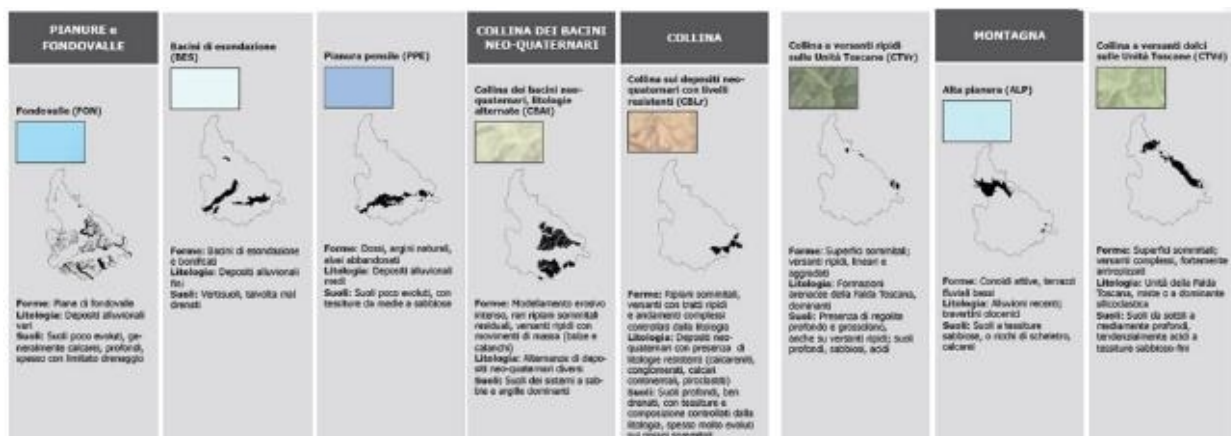 PIANURE e
FONDOVALLE
Fondovalle (FON)
Forme: Piane di fondovalle
Litologia: Depositi alluvionali
vari
Suoli: Suoli poco evoluti, ge-
neralmente calcarei, profondi,
spesso con limitato drenaggio
Bacini di esondazione
(BES)
Forme: Bacini di esondazione
e bonificati
Litologia: Depositi alluvionali
fini
Suoli: Vertisuoli, talvolta mal
drenati
Pianura pensile (PPE)
Forme: Dossi, argini naturali,
alvei abbandonati
Litologia: Depositi alluvionali
medi
Suoli: Suoli poco evoluti, con
tessiture da medie a sabbiose
COLLINA DEI BACINI
NEO-QUATERNARI
Collina dei bacini neo-
quaternari, litologie
alternate (CBAt)
Forme: Modellamento erosivo
intenso, rari ripiani sommitali
residuali, versanti ripidi con
movimenti di massa (balze e
calanchi)
Litologia: Alternanze di depo-
siti neo-quaternari diversi
Suoli: Suoli dei sistemi a sab-
bie e argille dominanti
COLLINA
Collina sui depositi neo-
quaternari con livelli
resistenti (CBLr)
Forme: Ripiani sommitali,
versanti con tratti ripidi
e andamenti complessi
controllati dalla litologia
Litologia: Depositi neo-
quaternari con presenza di
litologie resistenti (calcareniti,
conglomerati, calcari
continentali, piroclastiti)
Suoli: Suoli profondi, ben
drenati, con tessiture e
composizione controllati dalla
litologia, spesso molto evoluti
sui ripiani sommitali
Collina a versanti ripidi
sulle Unità Toscane (CTVr)
Forme: Superfici sommitali;
versanti ripidi, lineari e
aggradati
Litologia: Formazioni
arenacee della Falda Toscana,
dominanti
Suoli: Presenza di regolite
profondo e grossolano,
anche su versanti ripidi; suoli
profondi, sabbiosi, acidi
MONTAGNA
Alta pianura (ALP)
Forme: Conoidi attive, terrazzi
fluviali bassi
Litologia: Alluvioni recenti;
travertini olocenici
Suoli: Suoli a tessiture
sabbiose, o ricchi di scheletro,
calcarei
Collina a versanti dolci
sulle Unità Toscane (CTVd)
Forme: Superfici sommitali;
versanti complessi, fortemente
antropizzati
Litologia: Unità della Falda
Toscana, miste o a dominante
silicoclastica
Suoli: Suoli da sottili a
mediamente profondi,
tendenzialmente acidi a
tessiture sabbioso-fini